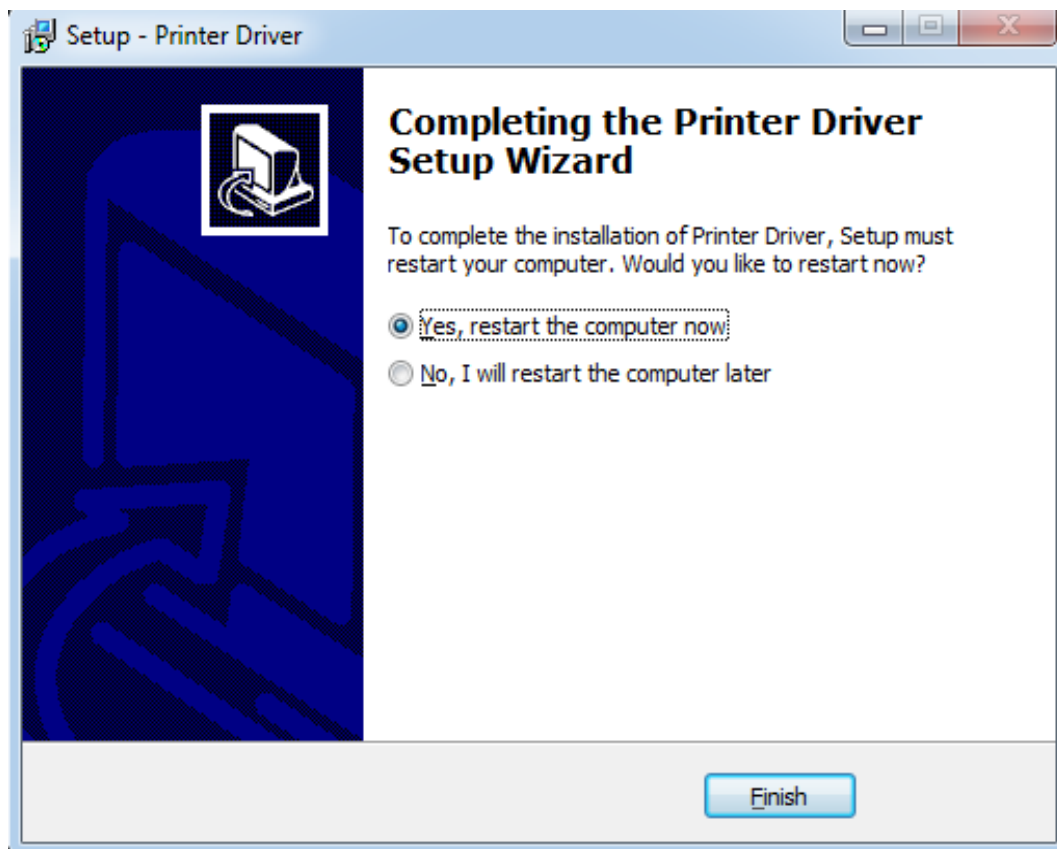 Setup - Printer Driver
Completing the Printer Driver
Setup Wizard
To complete the installation of Printer Driver, Setup must
restart your computer. Would you like to restart now?
Yes, restart the computer now
No, I will restart the computer later
Finish